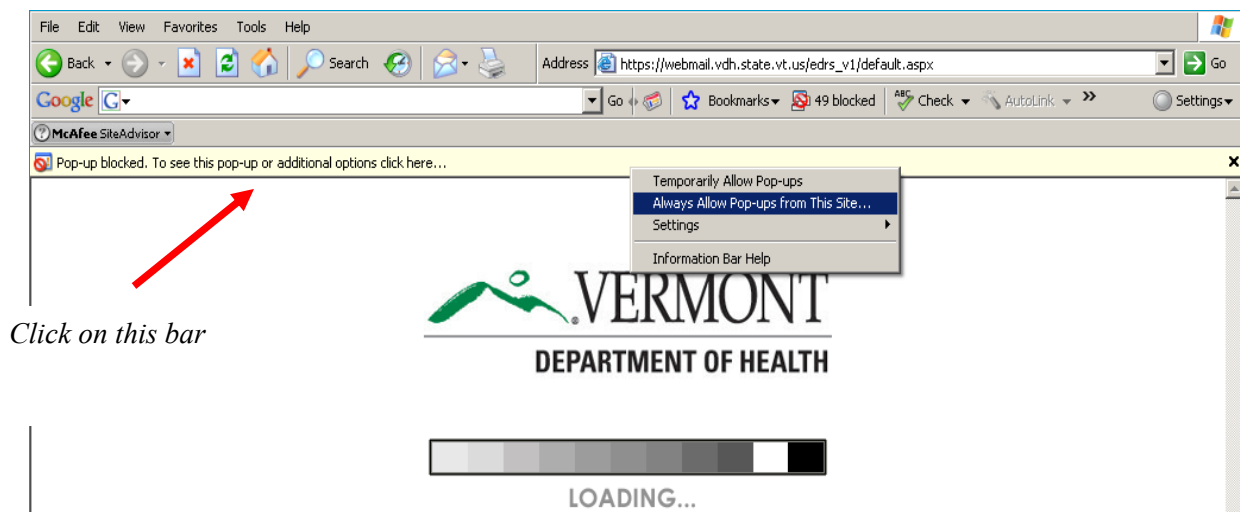 File Edit View Favorites Tools Help
Back Search Address https://webmail.vdh.state.vt.us/edrs_v1/default.aspx Go
Google G Go Bookmarks 49 blocked ABC Check AutoLink » Settings
? McAfee SiteAdvisor
Pop-up blocked. To see this pop-up or additional options click here... x
Temporarily Allow Pop-ups
Always Allow Pop-ups from This Site...
Settings
Information Bar Help
VERMONT
®
Click on this bar
DEPARTMENT OF HEALTH
LOADING...